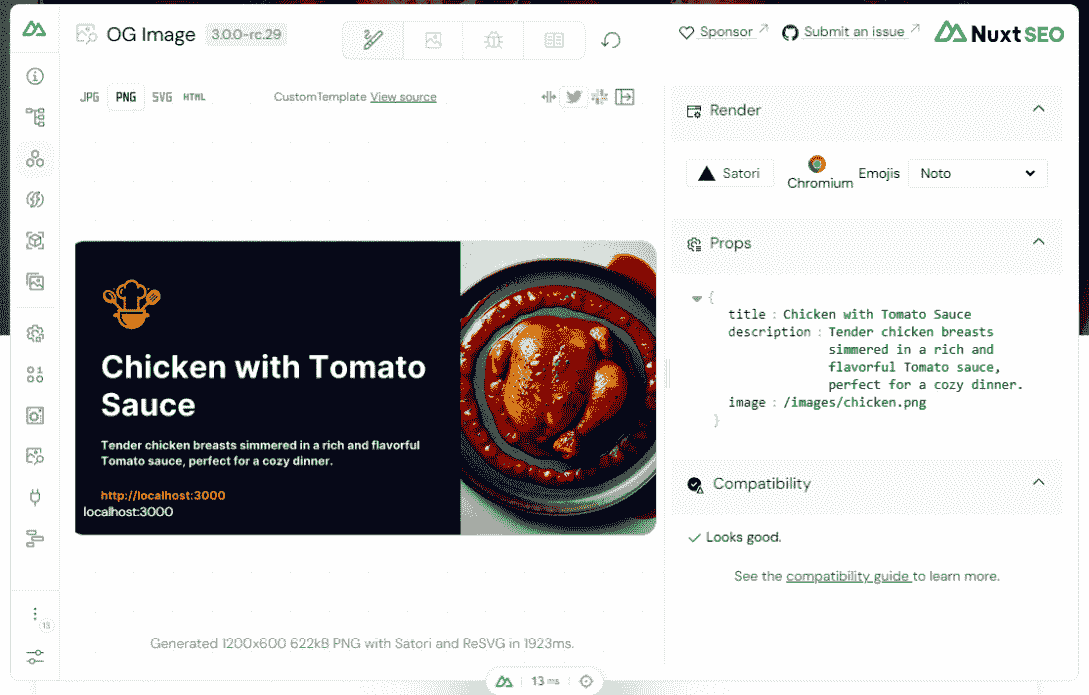 OG Image 3.0.0-rc.29
Sponsor
Submit an issue
NuxtSEO
JPG PNG SVG HTML
CustomTemplate View source
Render
Satori
Chromium
Emojis
Noto
Chicken with Tomato
Sauce
Tender chicken breasts simmered in a rich and flavorful
Tomato sauce, perfect for a cozy dinner.
http://localhost:3000
localhost:3000
Props
{
title : Chicken with Tomato Sauce
description : Tender chicken breasts
simmered in a rich and
flavorful Tomato sauce,
perfect for a cozy dinner.
image : /images/chicken.png
}
Compatibility
Looks good.
See the compatibility guide to learn more.
13
Generated 1200x600 622kB PNG with Satori and ReSVG in 1923ms.
13 ms